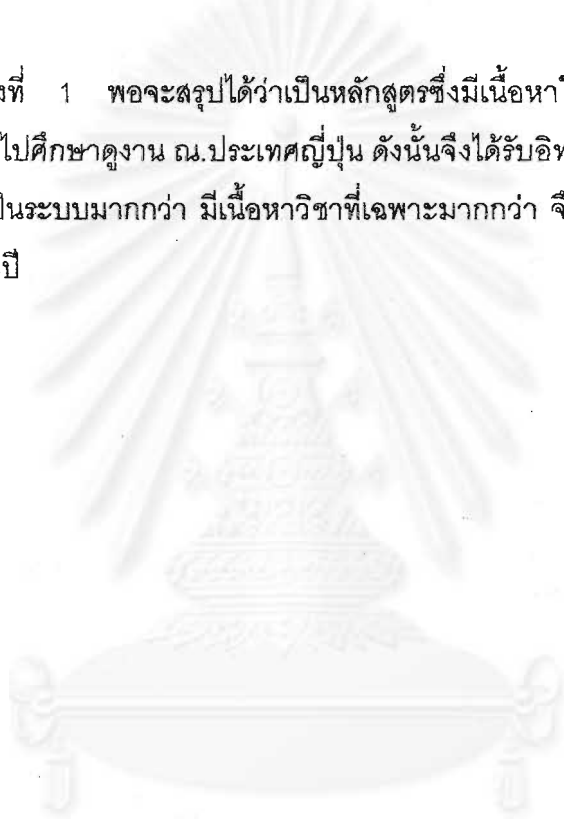 งที่ 1 พอจะสรุปได้ว่าเป็นหลักสูตรซึ่งมีเนื้อหา
ไปศึกษาดูงาน ณ.ประเทศญี่ปุ่น ดังนั้นจึงได้รับอิท
ป็นระบบมากกว่า มีเนื้อหาวิชาที่เฉพาะมากกว่า จึ
ปี